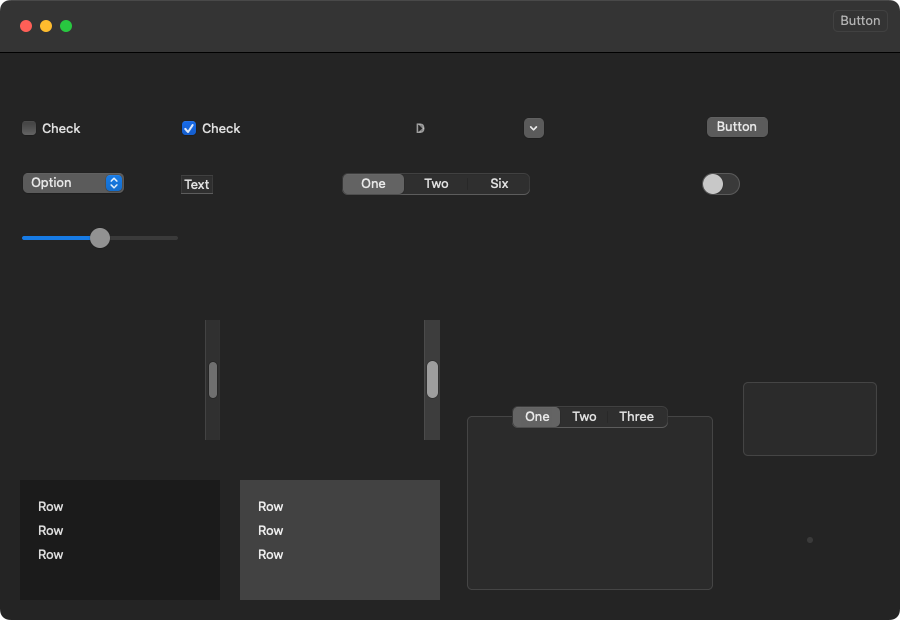 Button
Check
Check
D
Button
Option
Text
One
Two
Six
One
Two
Three
Row
Row
Row
Row
Row
Row